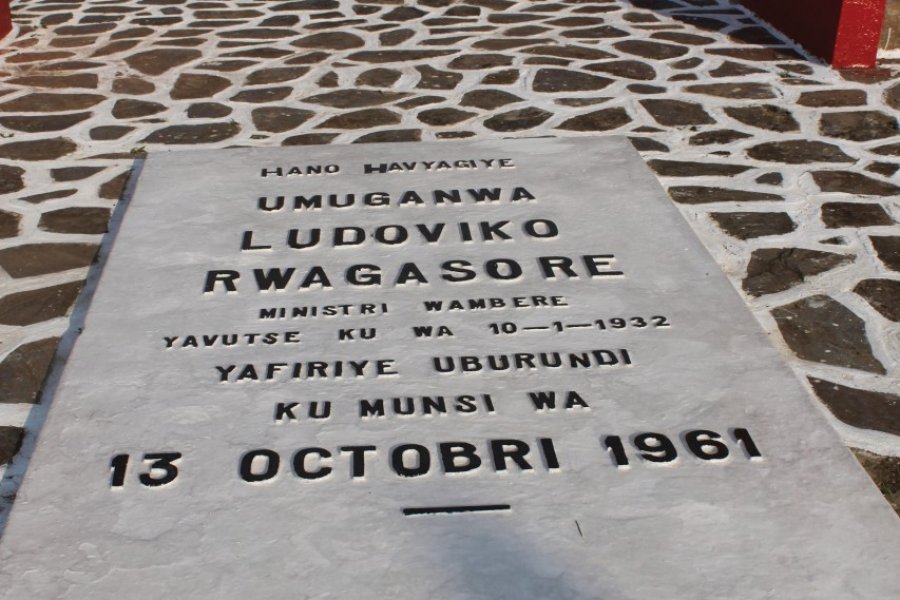 HANO HAVYAGIYE
UMUGANWA
LUDOVIKO
RWAGASORE
MINISTRI WAMBERE
YAVUTSE KU WA 10-1-1932
YAFIRIYE UBURUNDI
KU MUNSI WA
13 OCTOBRI 1961